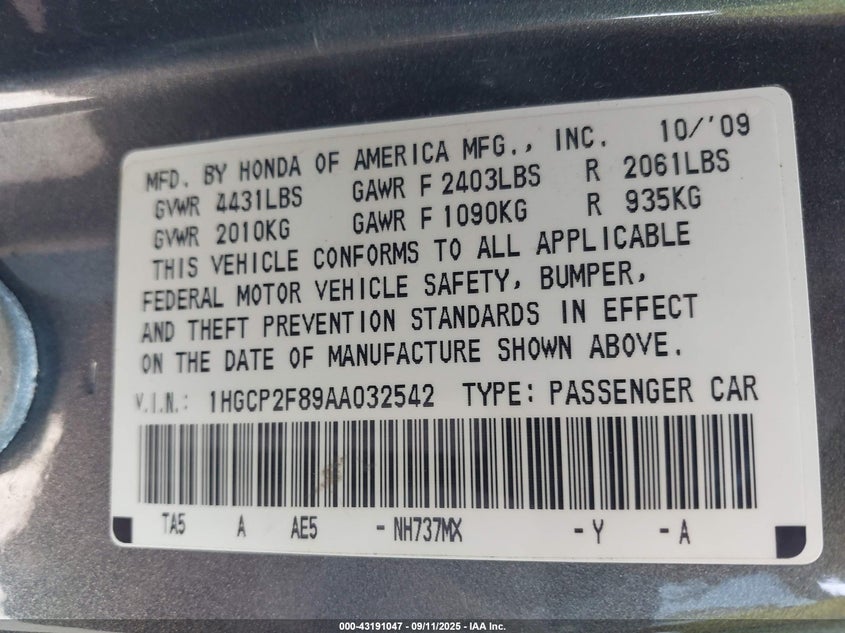 MFD. BY HONDA OF AMERICA MFG., INC. 10/'09
GVWR 4431LBS GAWR F 2403LBS R 2061LBS
GVWR 2010KG GAWR F 1090KG R 935KG
THIS VEHICLE CONFORMS TO ALL APPLICABLE
FEDERAL MOTOR VEHICLE SAFETY, BUMPER,
AND THEFT PREVENTION STANDARDS IN EFFECT
ON THE DATE OF MANUFACTURE SHOWN ABOVE.
V.I.N.: 1HGCP2F89AA032542 TYPE: PASSENGER CAR
TA5 A AE5 - NH737MX - Y - A
000-43191047 - 09/11/2025 - IAA Inc.